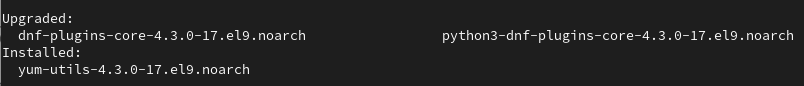 Upgraded:
  dnf-plugins-core-4.3.0-17.el9.noarch                 python3-dnf-plugins-core-4.3.0-17.el9.noarch
Installed:
  yum-utils-4.3.0-17.el9.noarch